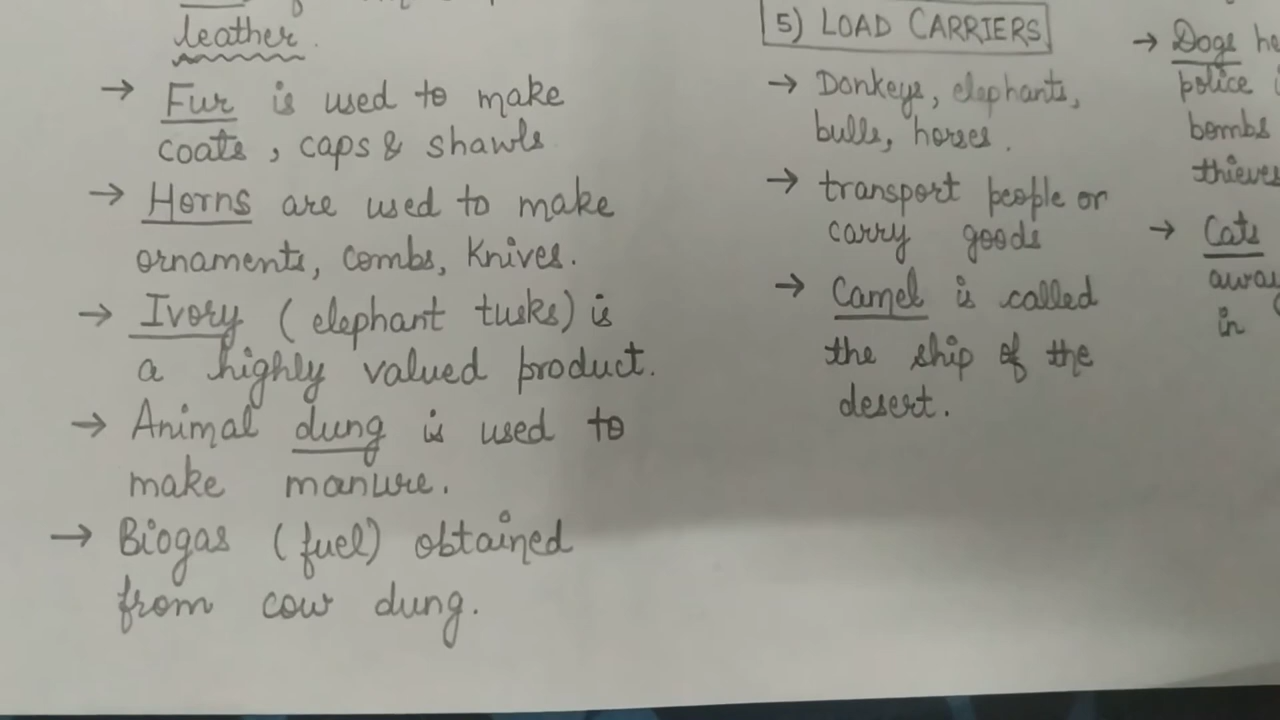 leather.
→ Fur is used to make
coats, caps & shawls
→ Horns are used to make
ornaments, combs, Knives.
→ Ivory (elephant tusks) is
a highly valued product.
→ Animal dung is used to
make manure.
→ Biogas (fuel) obtained
from cow dung.
5) LOAD CARRIERS
→ Donkeys, elephants,
bulls, horses.
→ transport people or
carry goods
→ Camel is called
the ship of the
desert.
→ Dogs he
police
bombs
thieves
→ Cats
away
in